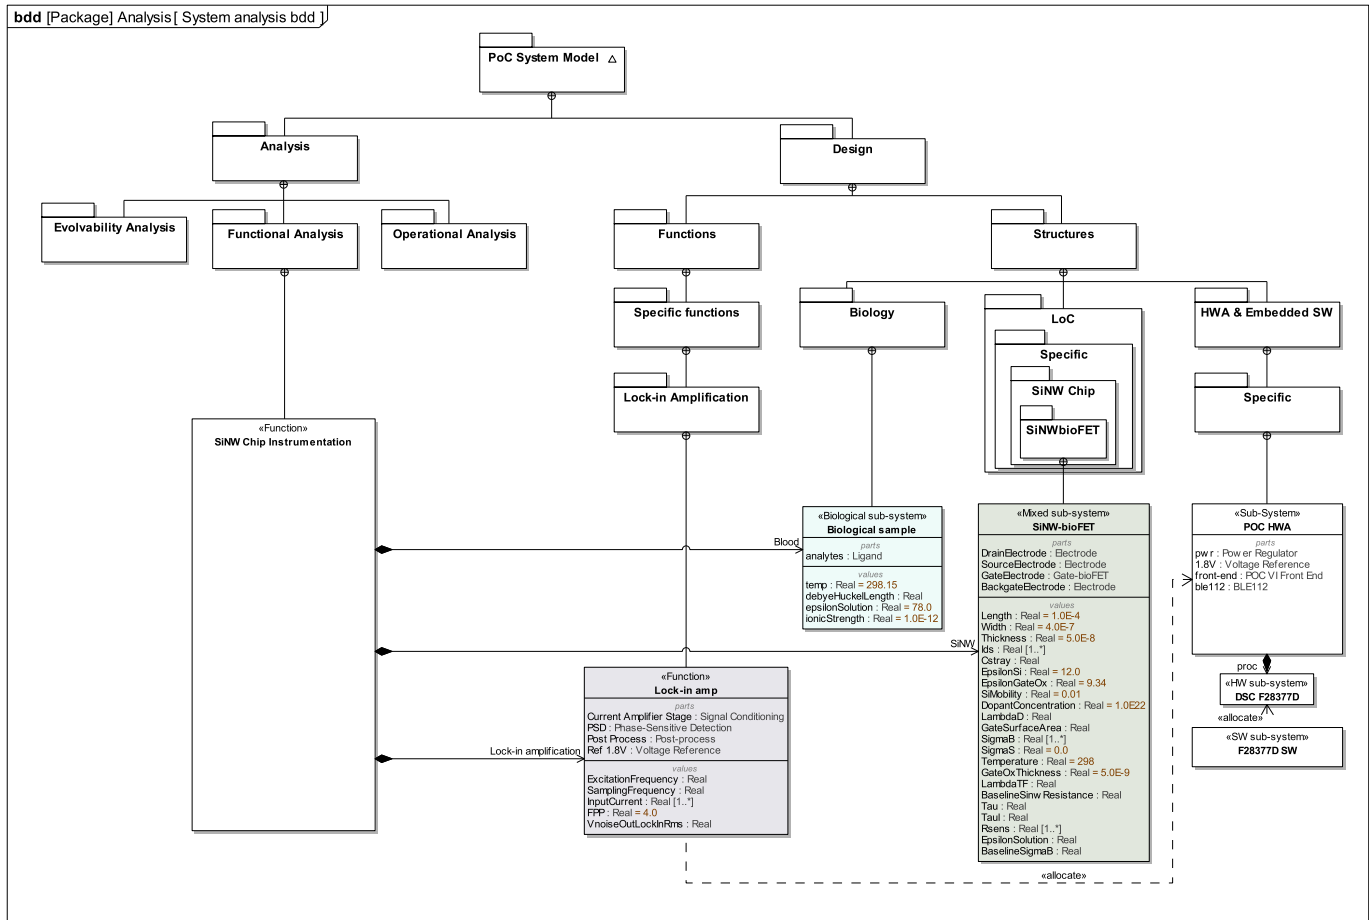 bdd [Package] Analysis [ System analysis bdd ]
PoC System Model
Analysis
Design
Evolvability Analysis
Functional Analysis
Operational Analysis
Functions
Structures
Specific functions
Biology
LoC
HWA & Embedded SW
Specific
SiNW Chip
SiNWbioFET
Lock-in Amplification
Specific
«Function»
SiNW Chip Instrumentation
Blood
SiNW
Lock-in amplification
«Biological sub-system»
Biological sample
parts
analytes : Ligand
values
temp : Real = 298.15
debyeHuckelLength : Real
epsilonSolution : Real = 78.0
ionicStrength : Real = 1.0E-12
«Mixed sub-system»
SiNW-bioFET
parts
DrainElectrode : Electrode
SourceElectrode : Electrode
GateElectrode : Gate-bioFET
BackgateElectrode : Electrode
values
Length : Real = 1.0E-4
Width : Real = 4.0E-7
Thickness : Real = 5.0E-8
Ids : Real [1..*]
Cstray : Real
EpsilonSi : Real = 12.0
EpsilonGateOx : Real = 9.34
SiMobility : Real = 0.01
DopantConcentration : Real = 1.0E22
LambdaD : Real
GateSurfaceArea : Real
SigmaB : Real [1..*]
SigmaS : Real = 0.0
Temperature : Real = 298
GateOxThickness : Real = 5.0E-9
LambdaTF : Real
BaselineSinwResistance : Real
Tau : Real
Taul : Real
Rsens : Real [1..*]
EpsilonSolution : Real
BaselineSigmaB : Real
«Sub-System»
POC HWA
parts
pwr : Power Regulator
1.8V : Voltage Reference
front-end : POC VI Front End
ble112 : BLE112
proc
«HW sub-system»
DSC F28377D
«allocate»
«SW sub-system»
F28377D SW
«Function»
Lock-in amp
parts
Current Amplifier Stage : Signal Conditioning
PSD : Phase-Sensitive Detection
Post Process : Post-process
Ref 1.8V : Voltage Reference
values
ExcitationFrequency : Real
SamplingFrequency : Real
InputCurrent : Real [1..*]
FPP : Real = 4.0
VnoiseOutLockInRms : Real
«allocate»